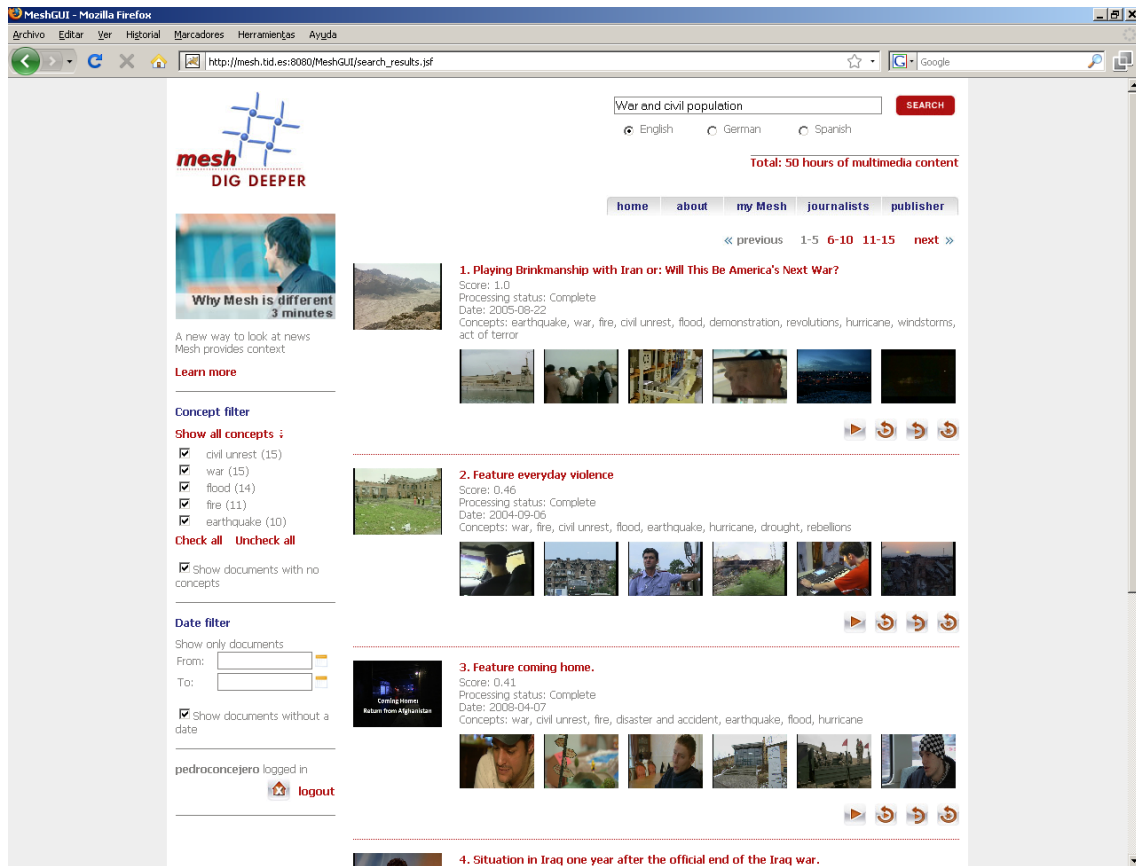 MeshGUI - Mozilla Firefox
Archivo Editar Ver Historial Marcadores Herramientas Ayuda
http://mesh.tid.es:8080/MeshGUI/search_results.jsf
G Google
mesh
DIG DEEPER
War and civil population
SEARCH
English German Spanish
Total: 50 hours of multimedia content
home about my Mesh journalists publisher
« previous 1-5 6-10 11-15 next »
Why Mesh is different
3 minutes
A new way to look at news
Mesh provides context
Learn more
Concept filter
Show all concepts
civil unrest (15)
war (15)
flood (14)
fire (11)
earthquake (10)
Check all Uncheck all
Show documents with no
concepts
Date filter
Show only documents
From:
To:
Show documents without a
date
pedroconcejero logged in
logout
1. Playing Brinkmanship with Iran or: Will This Be America's Next War?
Score: 1.0
Processing status: Complete
Date: 2005-08-22
Concepts: earthquake, war, fire, civil unrest, flood, demonstration, revolutions, hurricane, windstorms,
act of terror
2. Feature everyday violence
Score: 0.46
Processing status: Complete
Date: 2004-09-06
Concepts: war, fire, civil unrest, flood, earthquake, hurricane, drought, rebellions
Coming Home:
Return from Afghanistan
3. Feature coming home.
Score: 0.41
Processing status: Complete
Date: 2008-04-07
Concepts: war, civil unrest, fire, disaster and accident, earthquake, flood, hurricane
4. Situation in Iraq one year after the official end of the Iraq war.